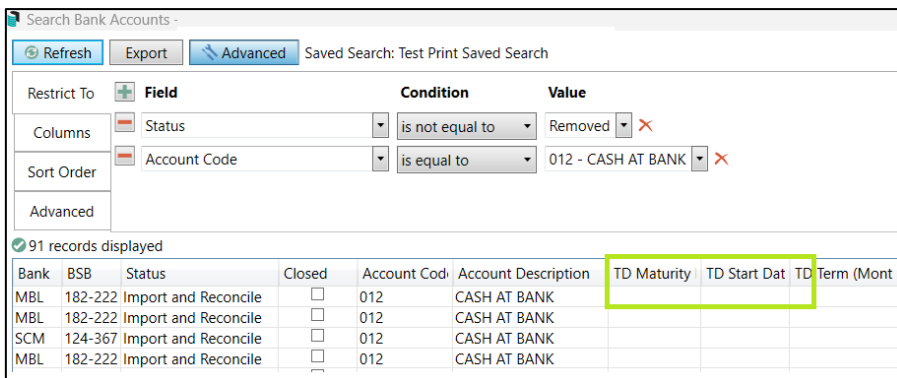 Search Bank Accounts -
Refresh Export Advanced Saved Search: Test Print Saved Search
Restrict To Field Condition Value
Columns Status is not equal to Removed
Account Code is equal to 012 - CASH AT BANK
Sort Order
Advanced
91 records displayed
Bank BSB Status Closed Account Code Account Description TD Maturity TD Start Dat TD Term (Mont
MBL 182-222 Import and Reconcile 012 CASH AT BANK
MBL 182-222 Import and Reconcile 012 CASH AT BANK
SCM 124-367 Import and Reconcile 012 CASH AT BANK
MBL 182-222 Import and Reconcile 012 CASH AT BANK